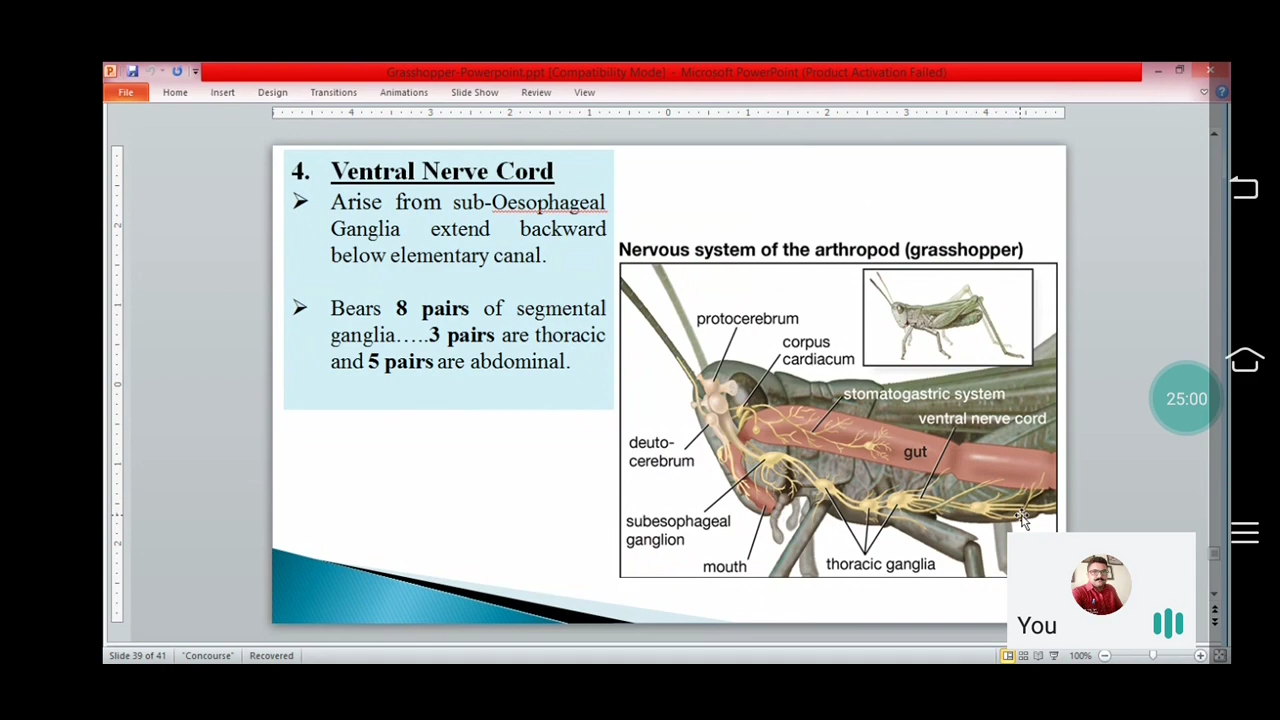 Grasshopper-Powerpoint.ppt [Compatibility Mode] - Microsoft PowerPoint (Product Activation Failed)
File Home Insert Design Transitions Animations Slide Show Review View
4. Ventral Nerve Cord
Arise from sub-Oesophageal
Ganglia extend backward
below elementary canal.
Bears 8 pairs of segmental
ganglia.....3 pairs are thoracic
and 5 pairs are abdominal.
Nervous system of the arthropod (grasshopper)
protocerebrum
corpus
cardiacum
stomatogastric system
ventral nerve cord
gut
deuto-
cerebrum
subesophageal
ganglion
mouth
thoracic ganglia
25:00
You
Slide 39 of 41 "Concourse" Recovered 100%